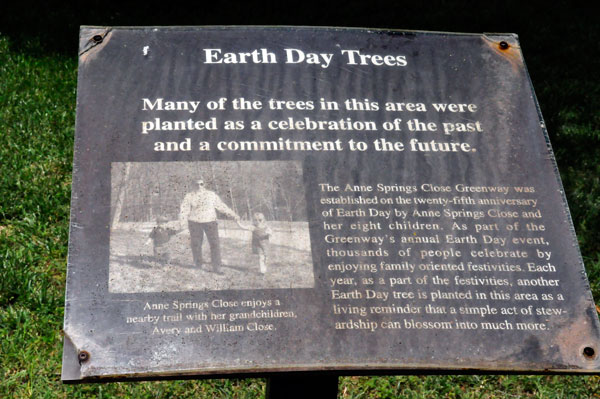 Earth Day Trees
Many of the trees in this area were
planted as a celebration of the past
and a commitment to the future.
Anne Springs Close enjoys a
nearby trail with her grandchildren,
Avery and William Close.
The Anne Springs Close Greenway was
established on the twenty-fifth anniversary
of Earth Day by Anne Springs Close and
her eight children. As part of the
Greenway's annual Earth Day event,
thousands of people celebrate by
enjoying family oriented festivities. Each
year, as a part of the festivities, another
Earth Day tree is planted in this area as a
living reminder that a simple act of stew-
ardship can blossom into much more.